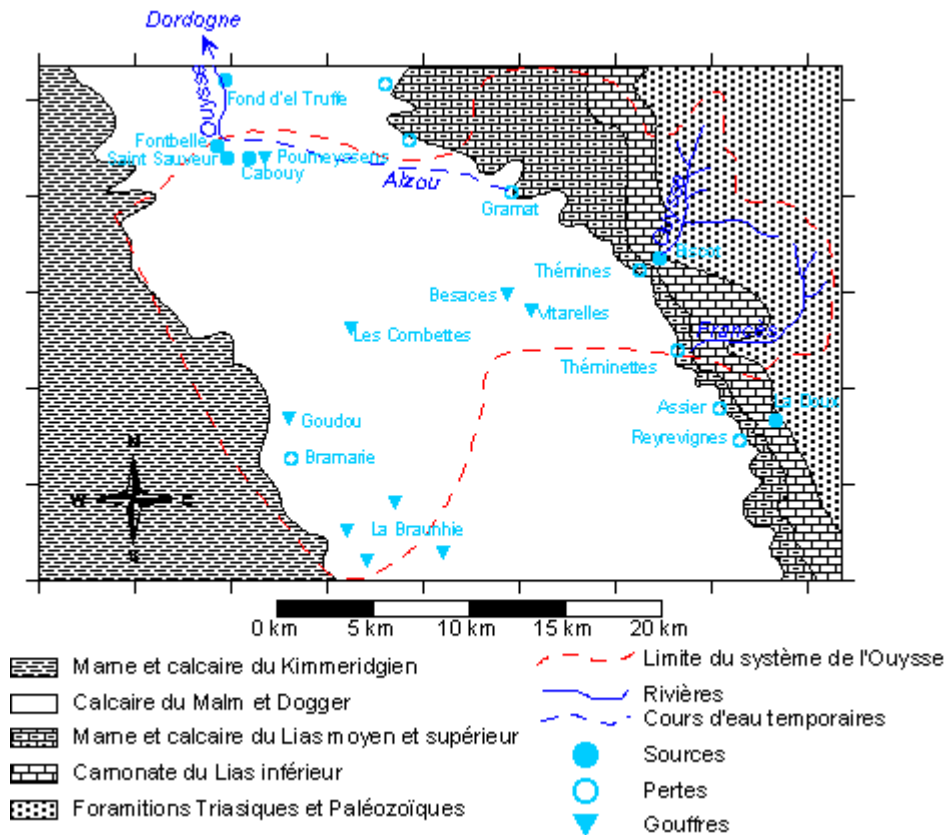 Dordogne
Ouysse
Fond d'el Truffe
Fontbelle
Saint Sauveur
Poumeyssens
Cabouy
Alzou
Gramat
Ouysse
Biscot
Thémines
Besaces
Vitarelles
Les Combettes
Francès
Théminettes
Assier
La Doux
Reyrevignes
Goudou
Bramarie
La Braunhie
N
W
E
S
0 km
5 km
10 km
15 km
20 km
Marne et calcaire du Kimmeridgien
Calcaire du Malm et Dogger
Marne et calcaire du Lias moyen et supérieur
Carnonate du Lias inférieur
Foramitions Triasiques et Paléozoïques
Limite du système de l'Ouysse
Rivières
Cours d'eau temporaires
Sources
Pertes
Gouffres